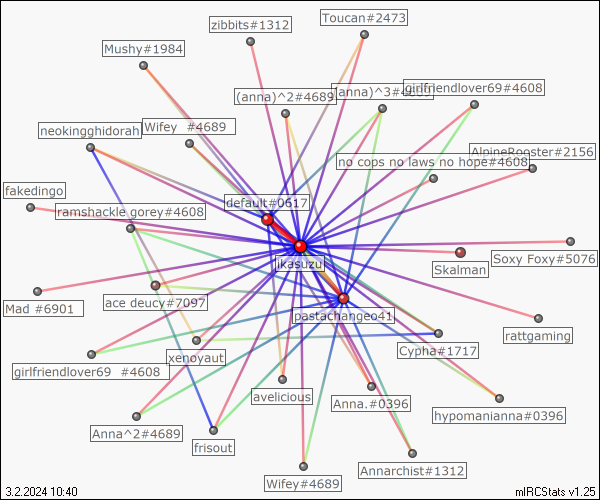 Toucan#2473
zibbits#1312
Mushy#1984
(anna)^2#4689
(anna)^3#4689
girlfriendlover69#4608
neokingghidorah
Wifey #4689
AlpineRooster#2156
no cops no laws no hope#4608
fakedingo
default#0617
ranshackle gorey#4608
jikasuzu
Skalman
Soxy Foxy#5076
Mad #6901
ace deucy#7097
pastachangeo41
rattgaming
xenoyaut
Cypha#1717
girlfriendlover69 #4608
avelicious
Anna.#0396
hypomanianna#0396
Anna^2#4689
frisout
Annarchist#1312
Wifey#4689
3.2.2024 10:40
mIRCStats v1.25